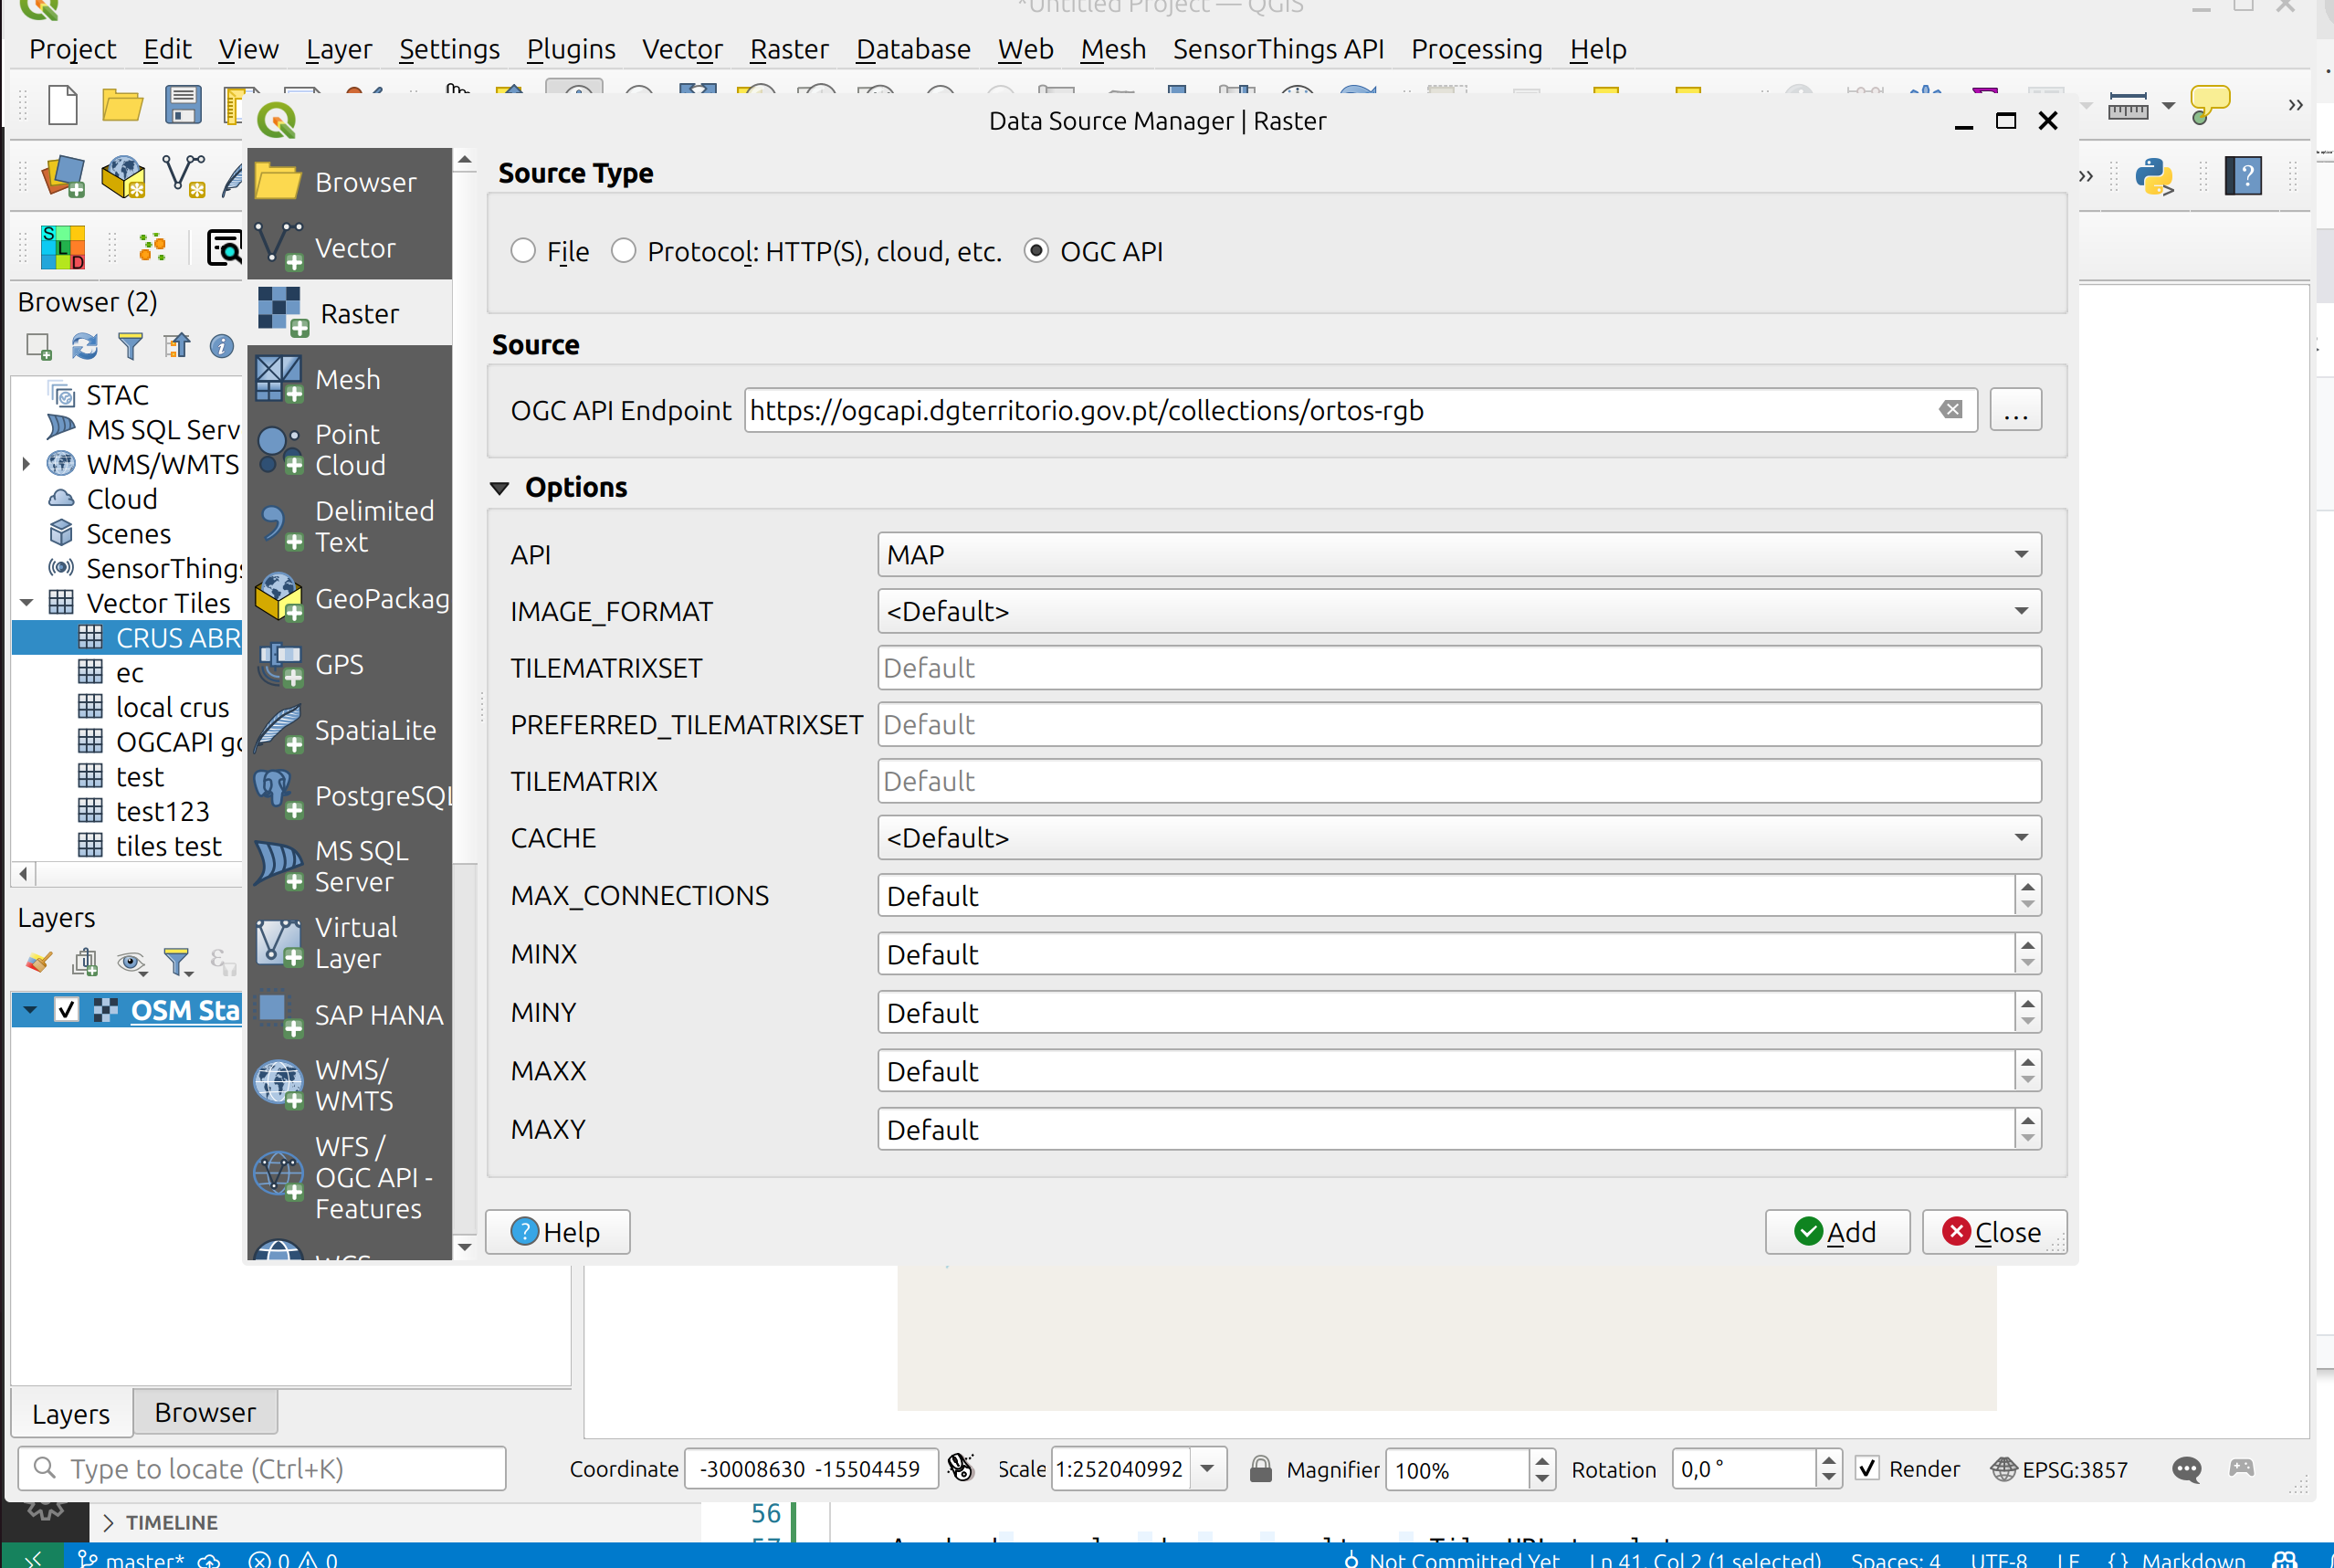 *Untitled Project — QGIS
Project Edit View Layer Settings Plugins Vector Raster Database Web Mesh SensorThings API Processing Help
Data Source Manager | Raster
Browser
Vector
Raster
Mesh
Point
Cloud
Delimited
Text
GeoPackag
GPS
SpatiaLite
PostgreSQL
MS SQL
Server
Virtual
Layer
SAP HANA
WMS/
WMTS
WFS /
OGC API -
Features
WCS
Source Type
File Protocol: HTTP(S), cloud, etc. OGC API
Source
OGC API Endpoint https://ogcapi.dgterritorio.gov.pt/collections/ortos-rgb ...
Options
API MAP
IMAGE_FORMAT <Default>
TILEMATRIXSET Default
PREFERRED_TILEMATRIXSET Default
TILEMATRIX Default
CACHE <Default>
MAX_CONNECTIONS Default
MINX Default
MINY Default
MAXX Default
MAXY Default
Help Add Close
S
L
D
Browser (2)
STAC
MS SQL Serv
WMS/WMTS
Cloud
Scenes
SensorThings
Vector Tiles
CRUS ABR
ec
local crus
OGCAPI go
test
test123
tiles test
Layers
OSM Sta
Layers Browser
Type to locate (Ctrl+K) Coordinate -30008630 -15504459 Scale 1:252040992 Magnifier 100% Rotation 0,0 ° Render EPSG:3857
TIMELINE
56
57
master* 0 0 Not Committed Yet Ln 41, Col 2 (1 selected) Spaces: 4 UTF-8 LF {} Markdown